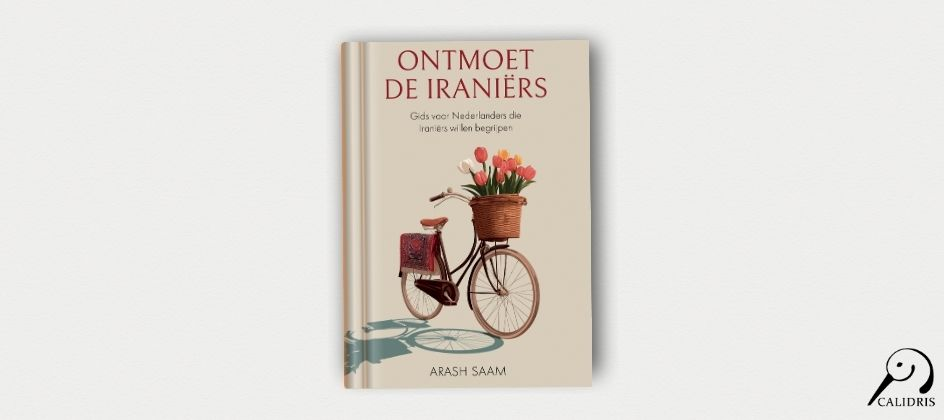 ONTMOET
DE IRANIËRS
Gids voor Nederlanders die
Iraniërs willen begrijpen
ARASH SAAM
CALIDRIS